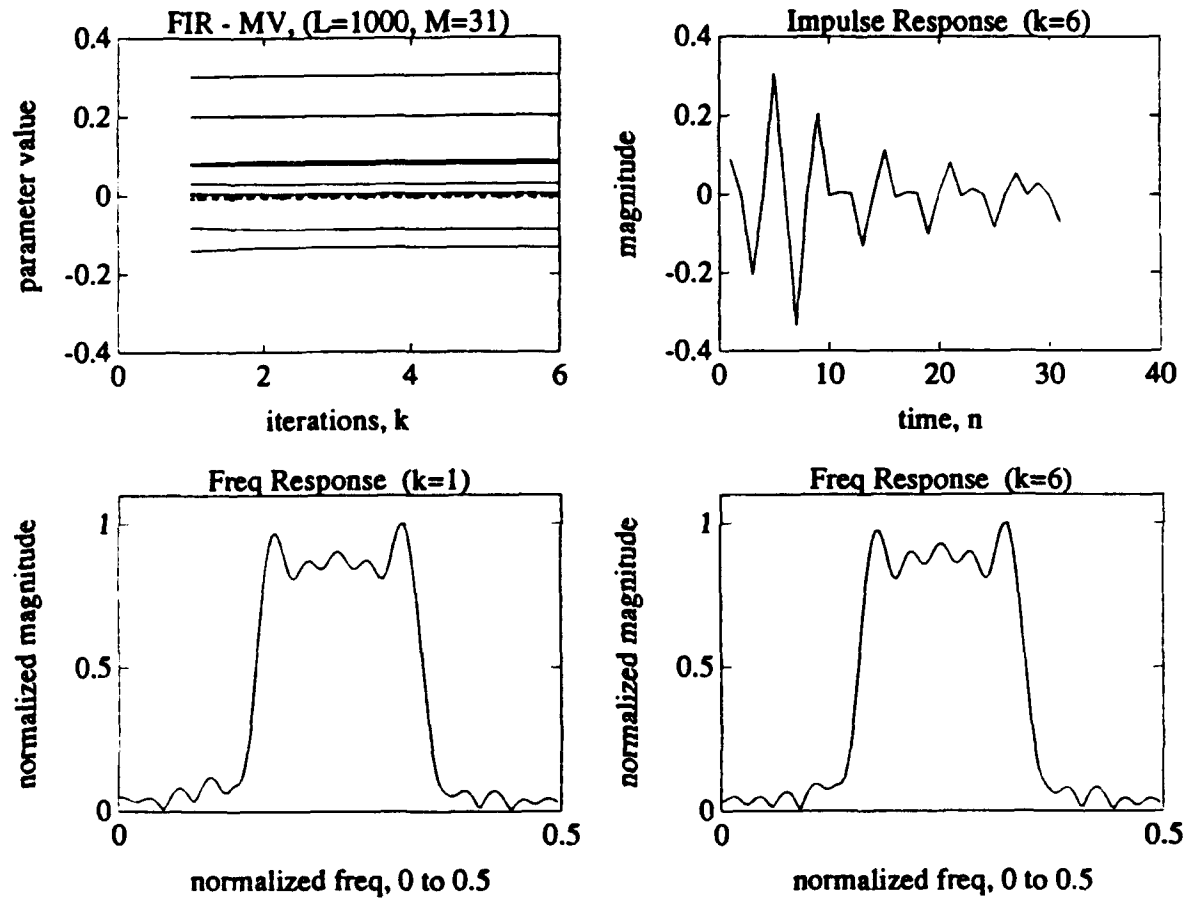 FIR - MV, (L=1000, M=31)
0.4
0.2
0
-0.2
-0.4
parameter value
0
2
4
6
iterations, k
Impulse Response (k=6)
0.4
0.2
0
-0.2
-0.4
magnitude
0
10
20
30
40
time, n
Freq Response (k=1)
1
0.5
0
normalized magnitude
0
0.5
normalized freq, 0 to 0.5
Freq Response (k=6)
1
0.5
0
normalized magnitude
0
0.5
normalized freq, 0 to 0.5